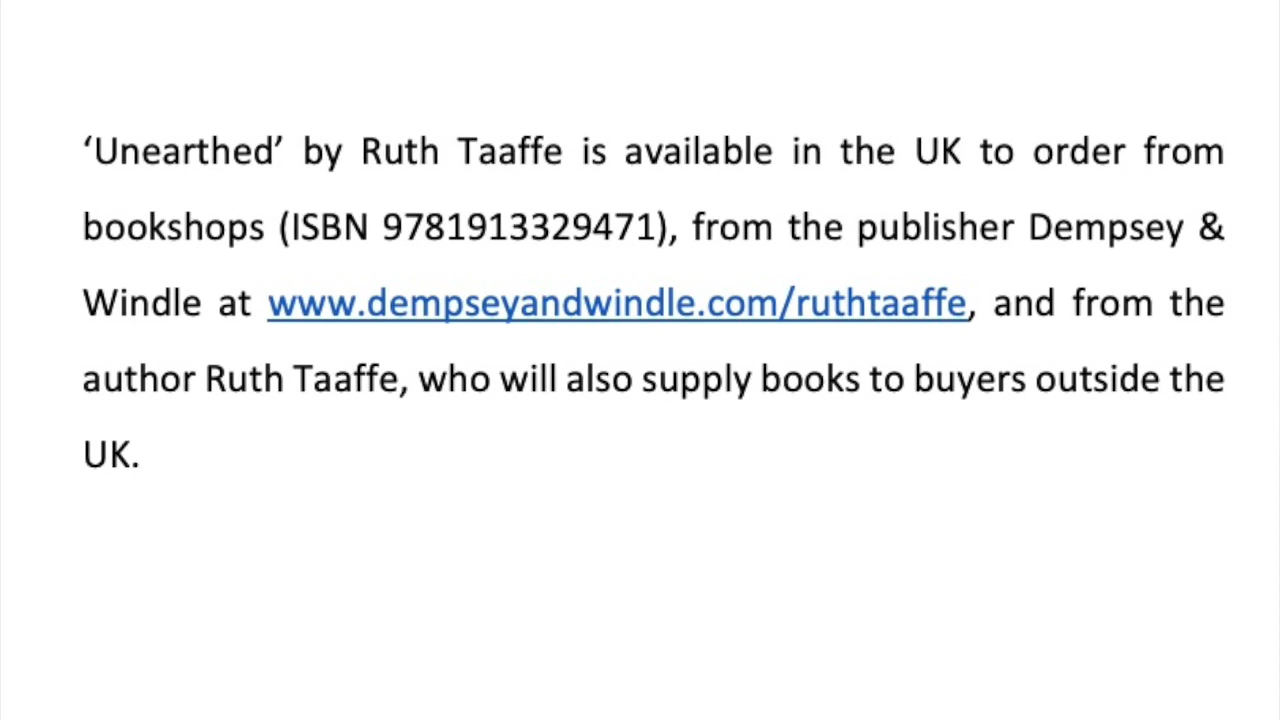 ‘Unearthed’ by Ruth Taaffe is available in the UK to order from
bookshops (ISBN 9781913329471), from the publisher Dempsey &
Windle at www.dempseyandwindle.com/ruthtaaffe, and from the
author Ruth Taaffe, who will also supply books to buyers outside the
UK.